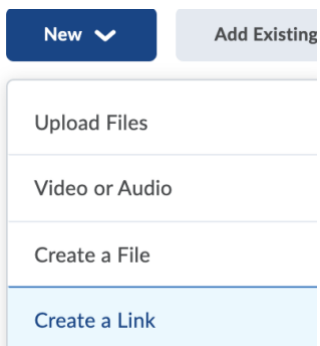 New Add Existing
Upload Files
Video or Audio
Create a File
Create a Link